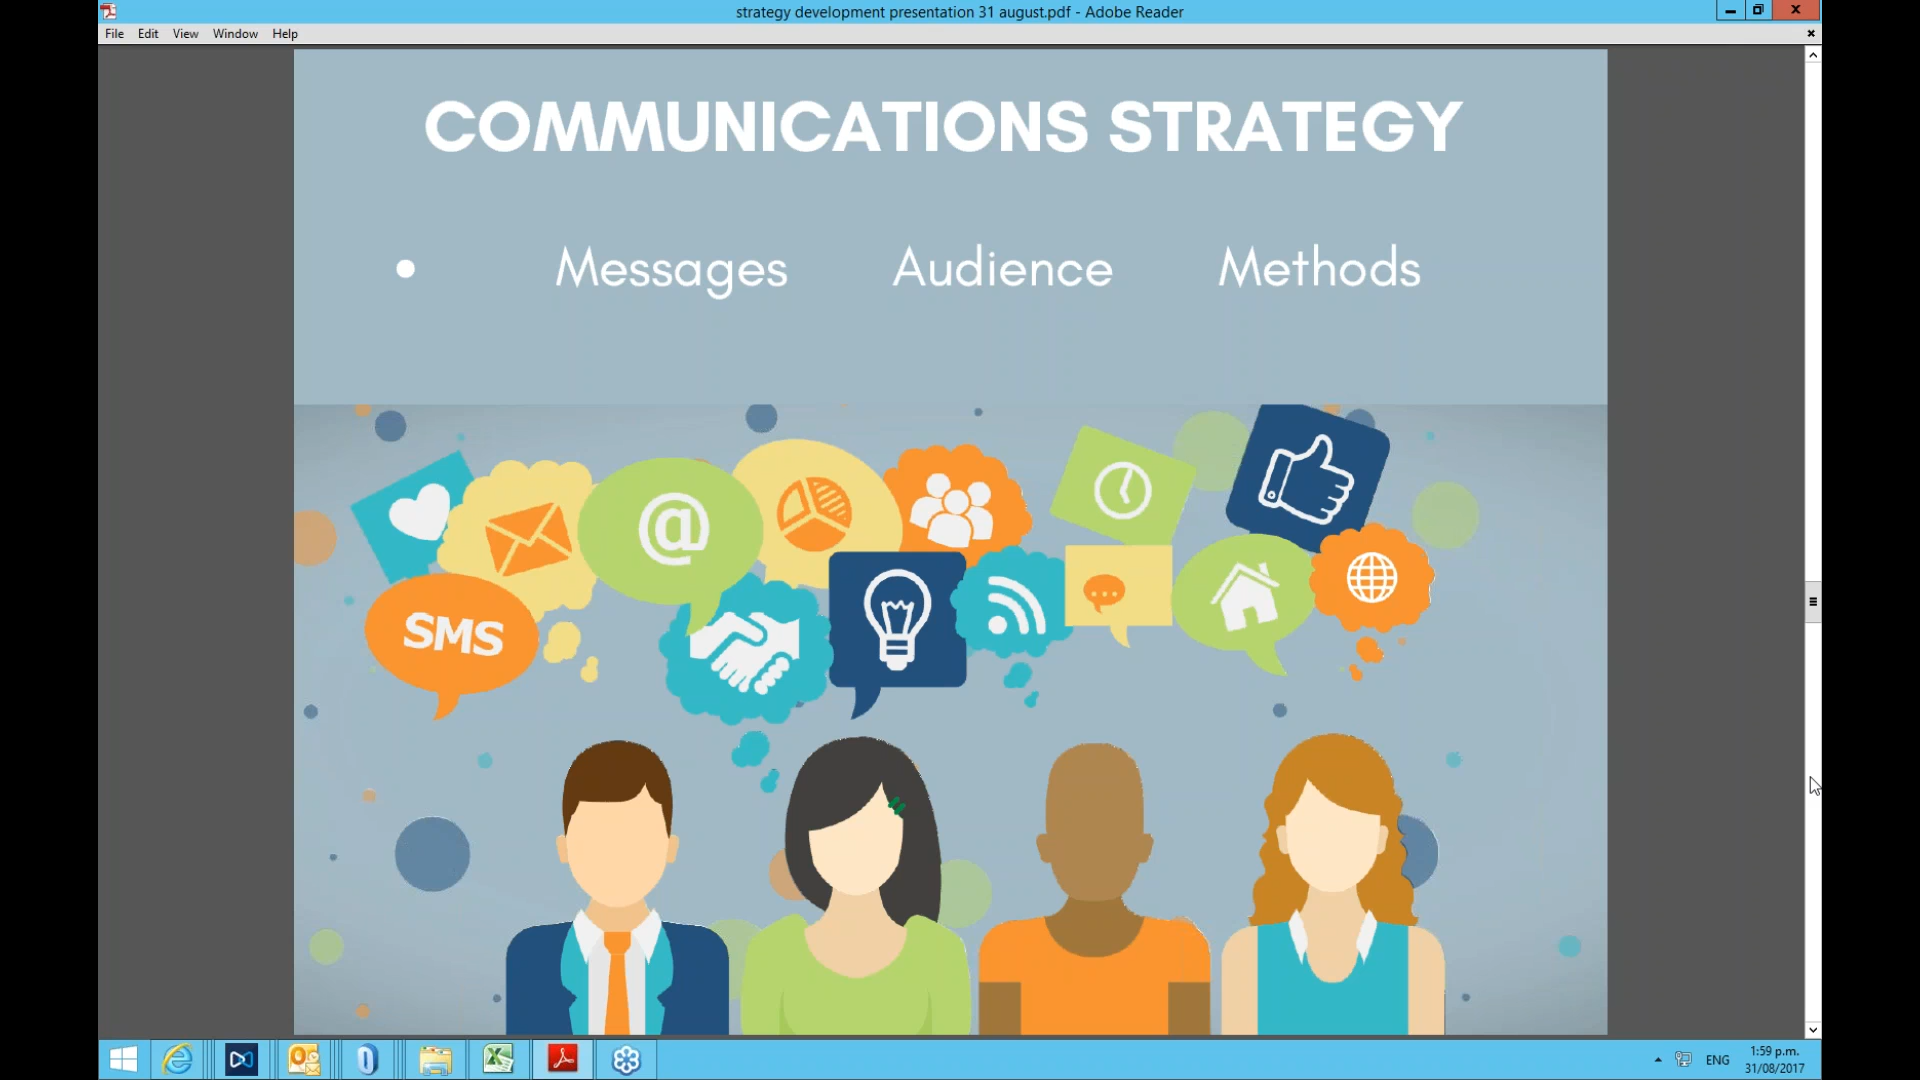 strategy development presentation 31 august.pdf - Adobe Reader
File Edit View Window Help
COMMUNICATIONS STRATEGY
• Messages Audience Methods
@
SMS
ENG
1:59 p.m.
31/08/2017